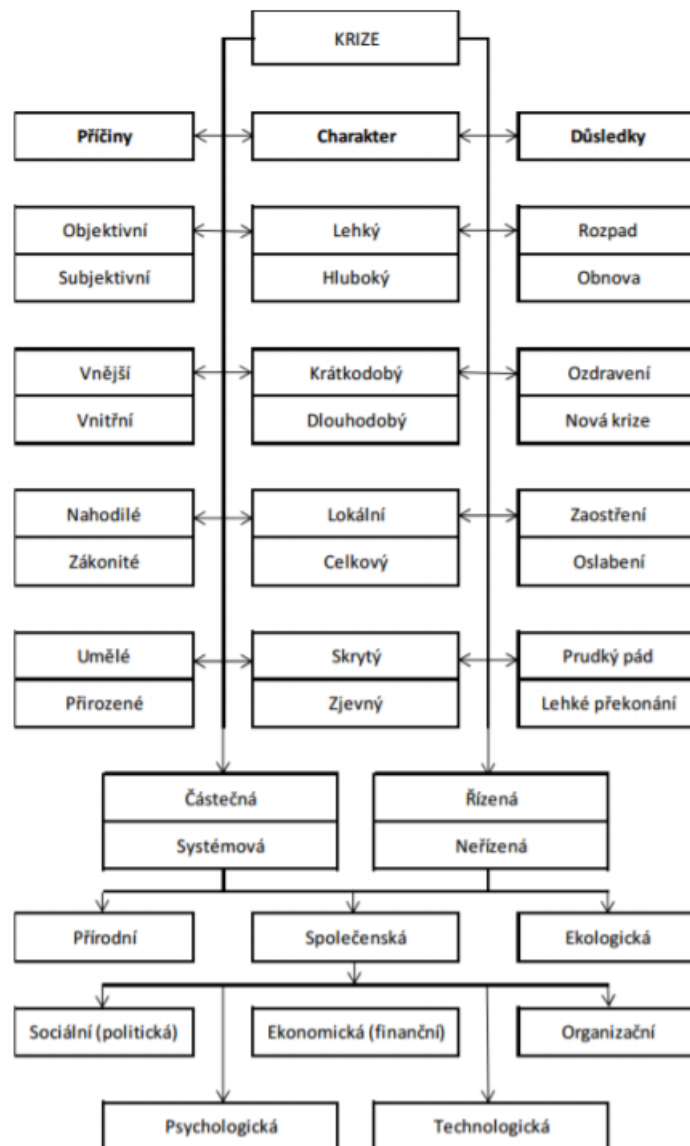 KRIZE
Příčiny
Charakter
Důsledky
Objektivní
Lehký
Rozpad
Subjektivní
Hluboký
Obnova
Vnější
Krátkodobý
Ozdravení
Vnitřní
Dlouhodobý
Nová krize
Nahodilé
Lokální
Zaostření
Zákonité
Celkový
Oslabení
Umělé
Skrytý
Prudký pád
Přirozené
Zjevný
Lehké překonání
Částečná
Řízená
Systémová
Neřízená
Přírodní
Společenská
Ekologická
Sociální (politická)
Ekonomická (finanční)
Organizační
Psychologická
Technologická